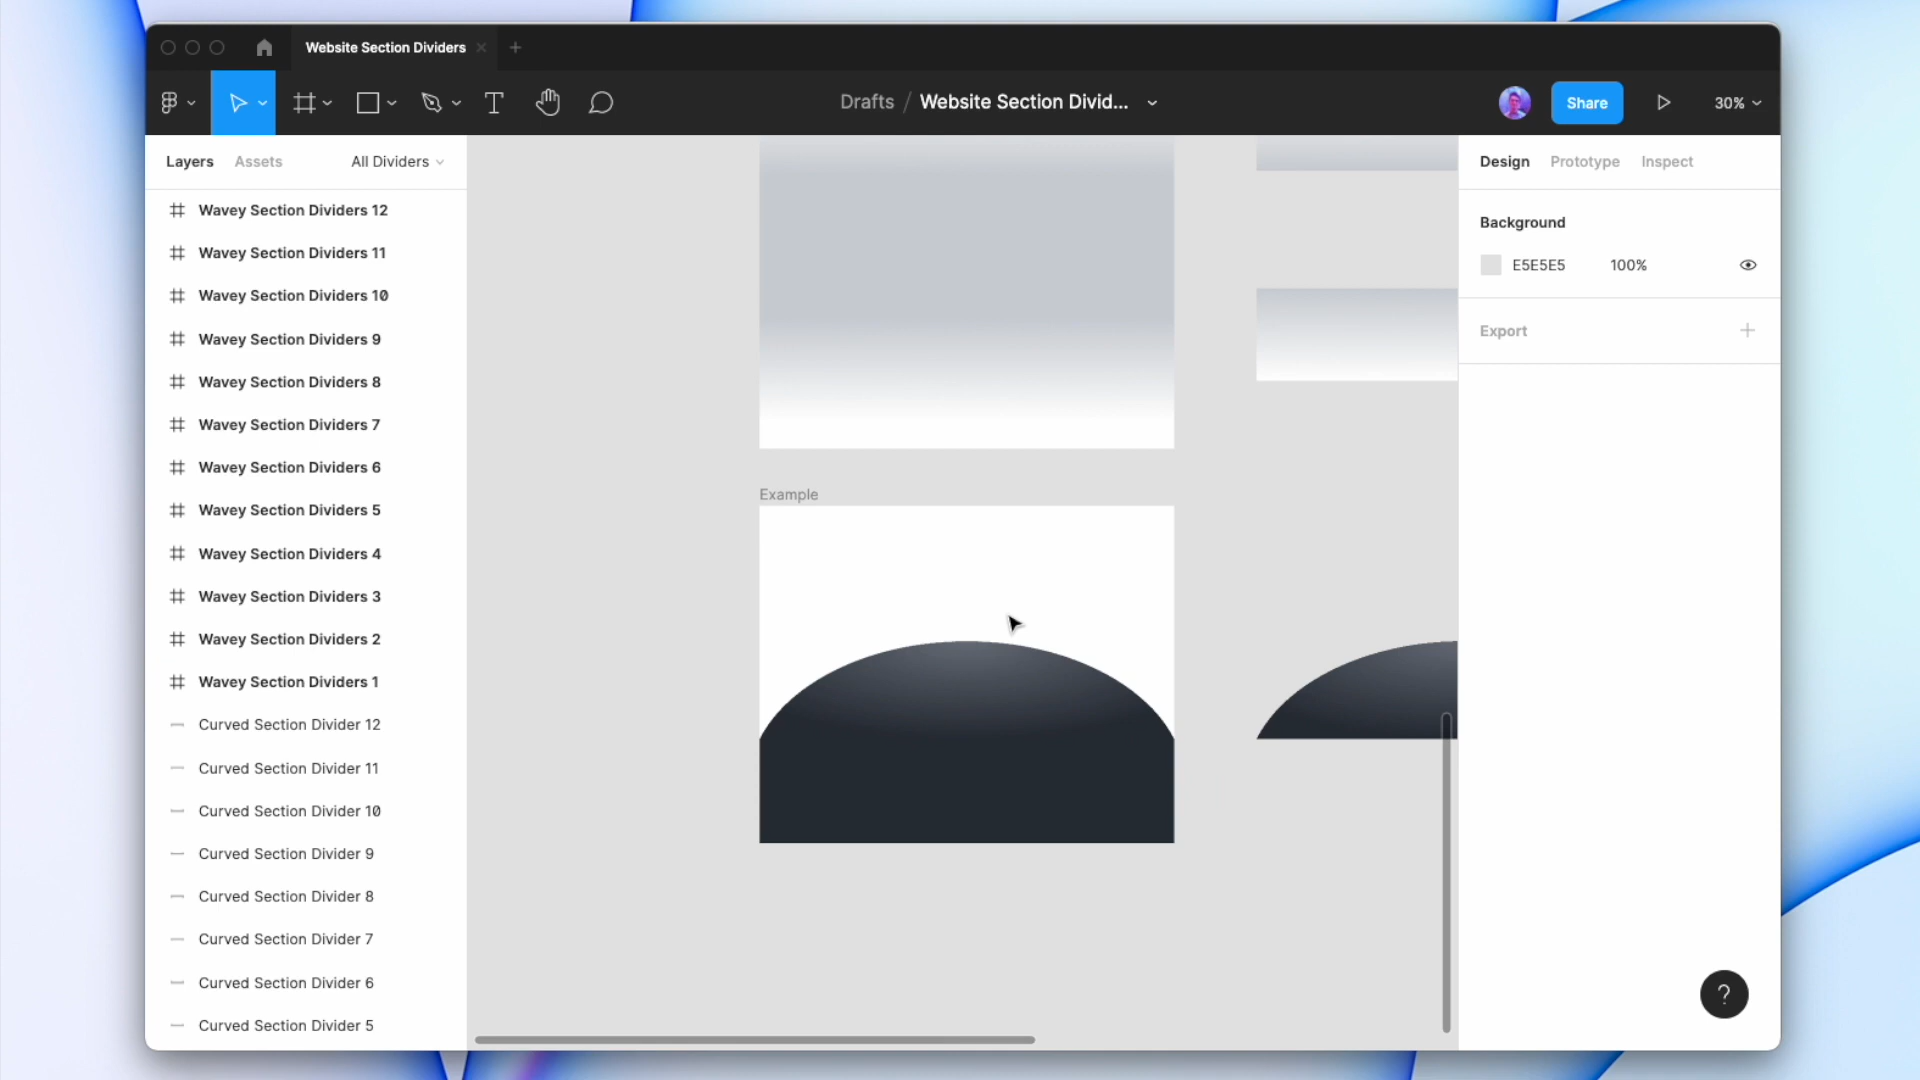 Website Section Dividers
Drafts / Website Section Divid...
Share
30%
Layers
Assets
All Dividers
Wavey Section Dividers 12
Wavey Section Dividers 11
Wavey Section Dividers 10
Wavey Section Dividers 9
Wavey Section Dividers 8
Wavey Section Dividers 7
Wavey Section Dividers 6
Wavey Section Dividers 5
Wavey Section Dividers 4
Wavey Section Dividers 3
Wavey Section Dividers 2
Wavey Section Dividers 1
Curved Section Divider 12
Curved Section Divider 11
Curved Section Divider 10
Curved Section Divider 9
Curved Section Divider 8
Curved Section Divider 7
Curved Section Divider 6
Curved Section Divider 5
Example
Design
Prototype
Inspect
Background
E5E5E5 100%
Export
?